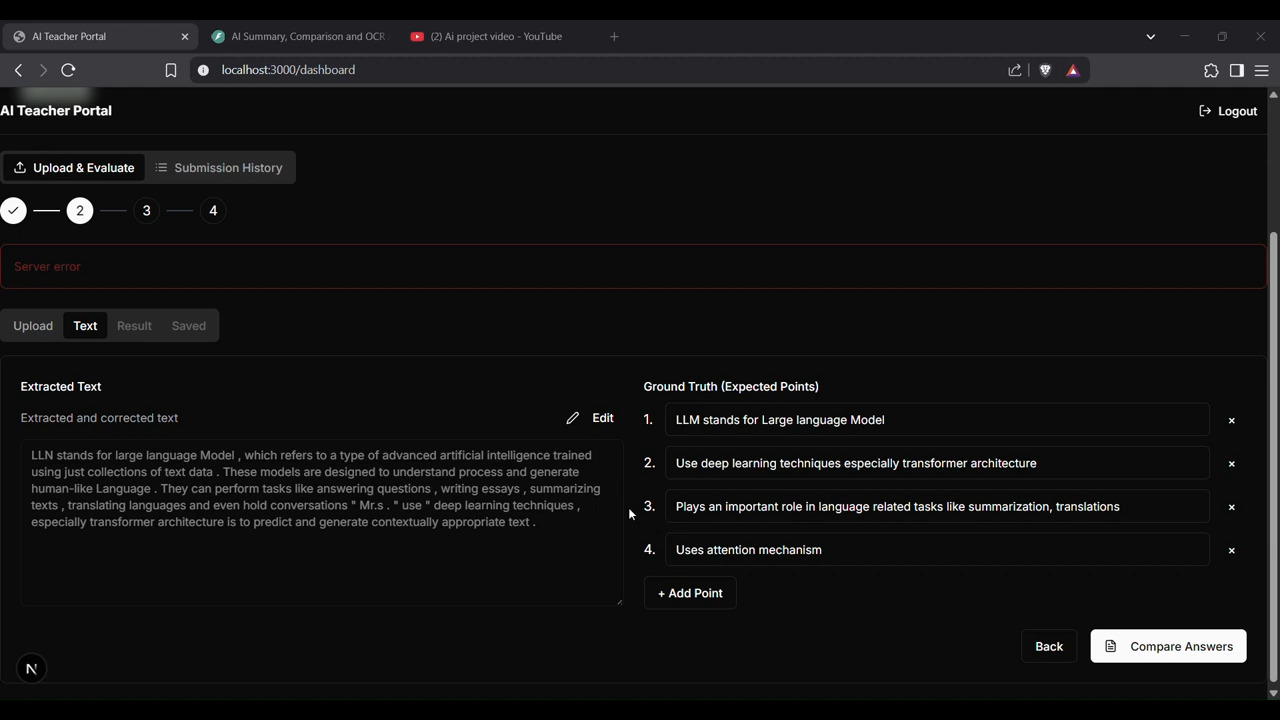 AI Teacher Portal
AI Summary, Comparison and OCR
(2) Ai project video - YouTube
localhost:3000/dashboard
AI Teacher Portal
Logout
Upload & Evaluate
Submission History
2
3
4
Server error
Upload
Text
Result
Saved
Extracted Text
Extracted and corrected text
Edit
LLN stands for large language Model , which refers to a type of advanced artificial intelligence trained
using just collections of text data . These models are designed to understand process and generate
human-like Language . They can perform tasks like answering questions , writing essays , summarizing
texts , translating languages and even hold conversations " Mr.s . " use " deep learning techniques ,
especially transformer architecture is to predict and generate contextually appropriate text .
Ground Truth (Expected Points)
1. LLM stands for Large language Model ×
2. Use deep learning techniques especially transformer architecture ×
3. Plays an important role in language related tasks like summarization, translations ×
4. Uses attention mechanism ×
+ Add Point
Back
Compare Answers
N